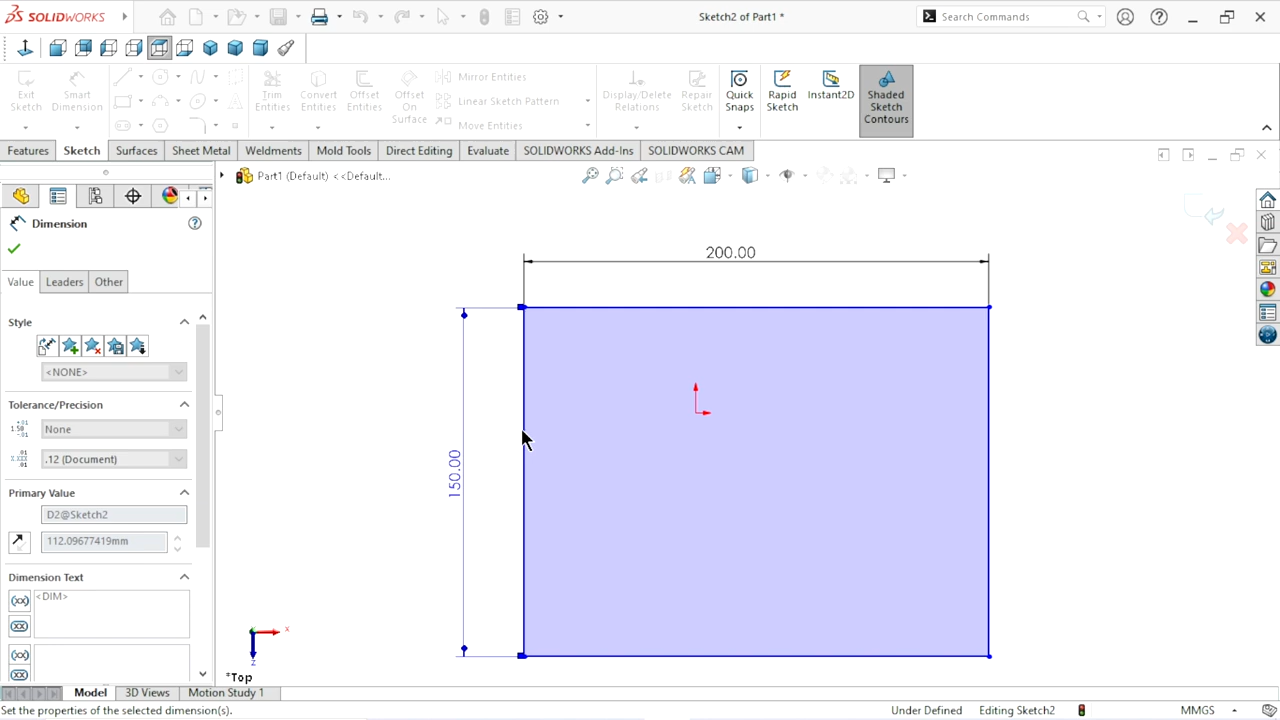 SOLIDWORKS
Sketch2 of Part1 *
Search Commands
Exit Sketch
Smart Dimension
Trim Entities
Convert Entities
Offset Entities
Offset On Surface
Mirror Entities
Linear Sketch Pattern
Move Entities
Display/Delete Relations
Repair Sketch
Quick Snaps
Rapid Sketch
Instant2D
Shaded Sketch Contours
Features
Sketch
Surfaces
Sheet Metal
Weldments
Mold Tools
Direct Editing
Evaluate
SOLIDWORKS Add-Ins
SOLIDWORKS CAM
Part1 (Default) <<Default...
Dimension
Value
Leaders
Other
Style
<NONE>
Tolerance/Precision
None
.12 (Document)
Primary Value
D2@Sketch2
112.09677419mm
Dimension Text
<DIM>
200.00
150.00
x
z
*Top
Model
3D Views
Motion Study 1
Set the properties of the selected dimension(s).
Under Defined
Editing Sketch2
MMGS